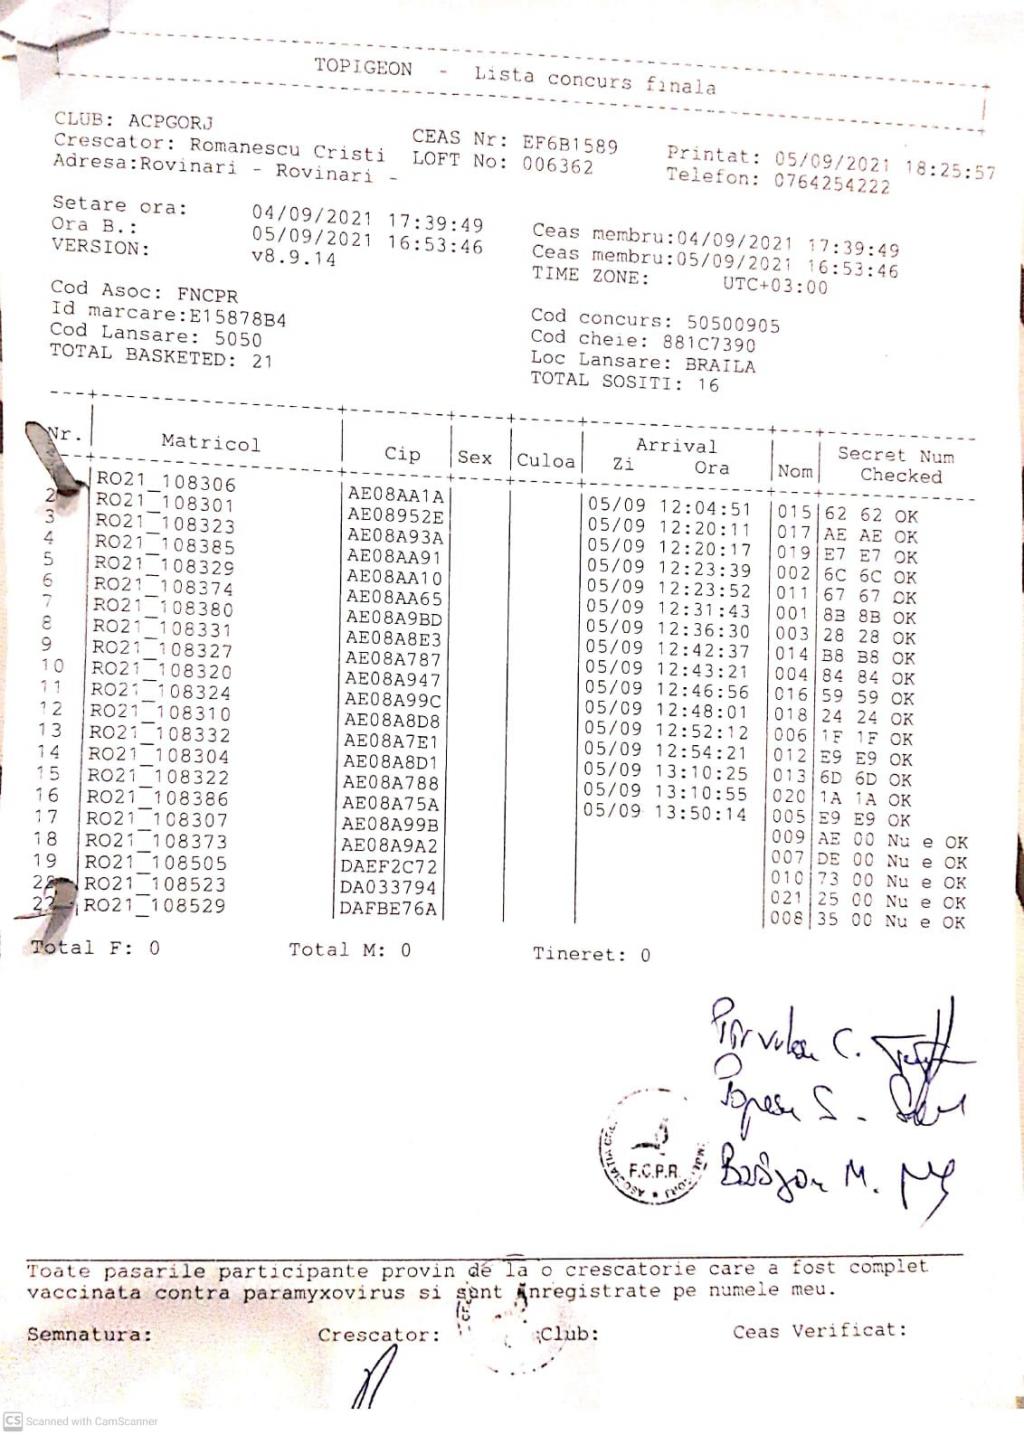 TOPIGEON - Lista concurs finala
CLUB: ACPGORJ
Crescator: Romanescu Cristi
Adresa:Rovinari - Rovinari -
CEAS Nr: EF6B1589
LOFT No: 006362
Printat: 05/09/2021 18:25:57
Telefon: 0764254222
Setare ora: 04/09/2021 17:39:49
Ora B.: 05/09/2021 16:53:46
VERSION: v8.9.14
Ceas membru:04/09/2021 17:39:49
Ceas membru:05/09/2021 16:53:46
TIME ZONE: UTC+03:00
Cod Asoc: FNCPR
Id marcare:E15878B4
Cod Lansare: 5050
TOTAL BASKETED: 21
Cod concurs: 50500905
Cod cheie: 881C7390
Loc Lansare: BRAILA
TOTAL SOSITI: 16
Nr. Matricol Cip Sex Culoa Arrival Zi Ora Nom Secret Num Checked
RO21_108306 AE08AA1A 05/09 12:04:51 015 62 62 OK
2 RO21_108301 AE08952E 05/09 12:20:11 017 AE AE OK
3 RO21_108323 AE08A93A 05/09 12:20:17 019 E7 E7 OK
4 RO21_108385 AE08AA91 05/09 12:23:39 002 6C 6C OK
5 RO21_108329 AE08AA10 05/09 12:23:52 011 67 67 OK
6 RO21_108374 AE08AA65 05/09 12:31:43 001 8B 8B OK
7 RO21_108380 AE08A9BD 05/09 12:36:30 003 28 28 OK
8 RO21_108331 AE08A8E3 05/09 12:42:37 014 B8 B8 OK
9 RO21_108327 AE08A787 05/09 12:43:21 004 84 84 OK
10 RO21_108320 AE08A947 05/09 12:46:56 016 59 59 OK
11 RO21_108324 AE08A99C 05/09 12:48:01 018 24 24 OK
12 RO21_108310 AE08A8D8 05/09 12:52:12 006 1F 1F OK
13 RO21_108332 AE08A7E1 05/09 12:54:21 012 E9 E9 OK
14 RO21_108304 AE08A8D1 05/09 13:10:25 013 6D 6D OK
15 RO21_108322 AE08A788 05/09 13:10:55 020 1A 1A OK
16 RO21_108386 AE08A75A 05/09 13:50:14 005 E9 E9 OK
17 RO21_108307 AE08A99B 009 AE 00 Nu e OK
18 RO21_108373 AE08A9A2 007 DE 00 Nu e OK
19 RO21_108505 DAEF2C72 010 73 00 Nu e OK
RO21_108523 DA033794 021 25 00 Nu e OK
RO21_108529 DAFBE76A 008 35 00 Nu e OK
Total F: 0 Total M: 0 Tineret: 0
C.
S.
M.
F.C.P.R.
Toate pasarile participante provin de la o crescatorie care a fost complet
vaccinata contra paramyxovirus si sunt inregistrate pe numele meu.
Semnatura: Crescator: Club: Ceas Verificat:
CS Scanned with CamScanner